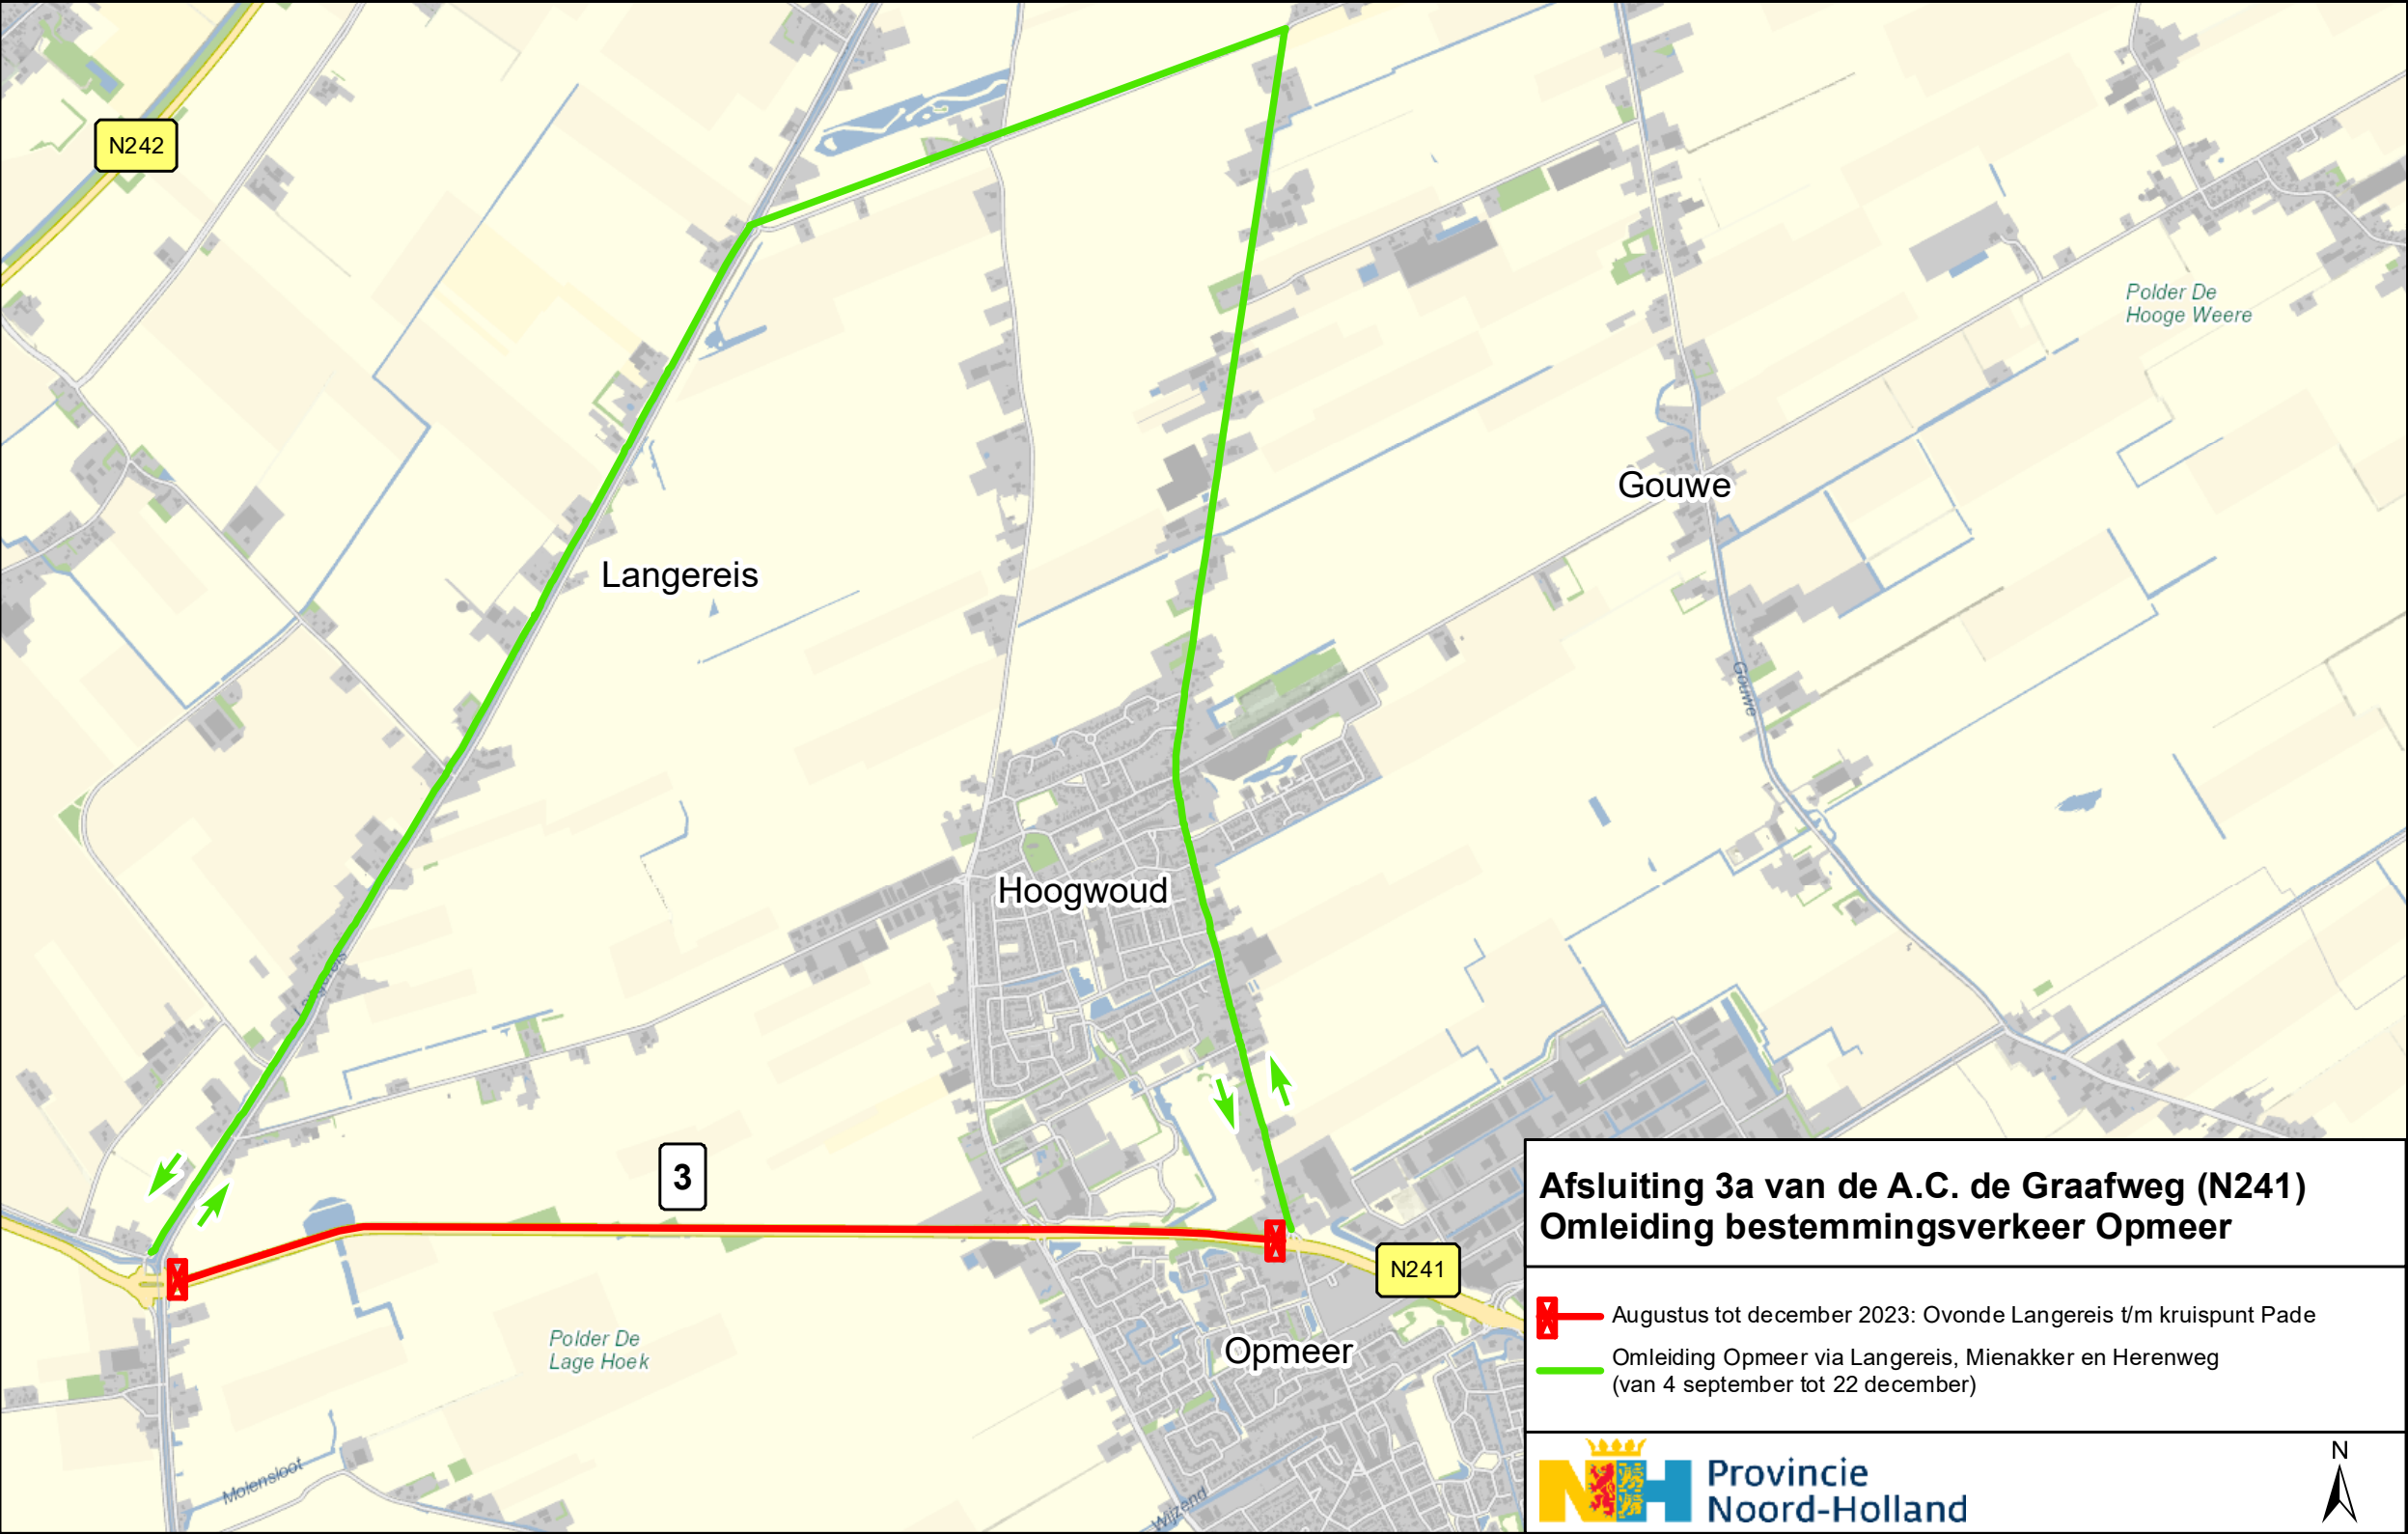 N242
Polder De
Hooge Weere
Gouwe
Langereis
Gouwe
Hoogwoud
Langereis
3
N241
Opmeer
Polder De
Lage Hoek
Molensloot
Wijzend
Afsluiting 3a van de A.C. de Graafweg (N241)
Omleiding bestemmingsverkeer Opmeer
Augustus tot december 2023: Ovonde Langereis t/m kruispunt Pade
Omleiding Opmeer via Langereis, Mienakker en Herenweg
(van 4 september tot 22 december)
NH
Provincie
Noord-Holland
N